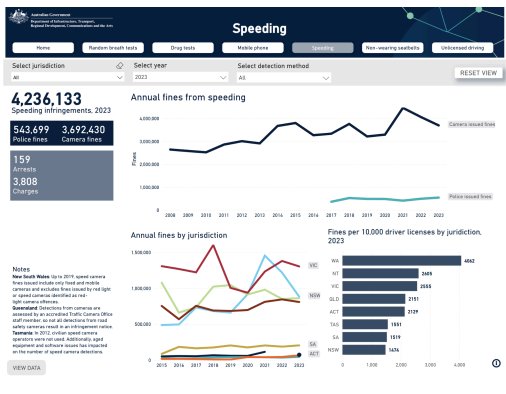 Australian Government
Department of Infrastructure, Transport,
Regional Development, Communications and the Arts
Speeding
Home
Random breath tests
Drug tests
Mobile phone
Speeding
Non-wearing seatbelts
Unlicensed driving
Select jurisdiction
All
Select year
2023
Select detection method
All
RESET VIEW
4,236,133
Speeding infringements, 2023
543,699
Police fines
3,692,430
Camera fines
159
Arrests
3,808
Charges
Annual fines from speeding
Fines
4,000,000
3,000,000
2,000,000
1,000,000
0
2008 2009 2010 2011 2012 2013 2014 2015 2016 2017 2018 2019 2020 2021 2022 2023
Camera issued fines
Police issued fines
Annual fines by jurisdiction
1,500,000
1,000,000
500,000
0
2015 2016 2017 2018 2019 2020 2021 2022 2023
VIC
NSW
SA
ACT
Fines per 10,000 driver licenses by juridiction,
2023
WA 4062
NT 2605
VIC 2555
QLD 2151
ACT 2129
TAS 1551
SA 1519
NSW 1474
0 1,000 2,000 3,000 4,000
Notes
New South Wales: Up to 2019, speed camera
fines issued include only fixed and mobile
cameras and excludes fines issued by red light
or speed cameras identified as red-
light camera offences.
Queensland: Detections from cameras are
assessed by an accredited Traffic Camera Office
staff member, so not all detections from road
safety cameras result in an infringement notice.
Tasmania: In 2012, civilian speed camera
operators were not used. Additionally, aged
equipment and software issues has impacted
on the number of speed camera detections.
VIEW DATA